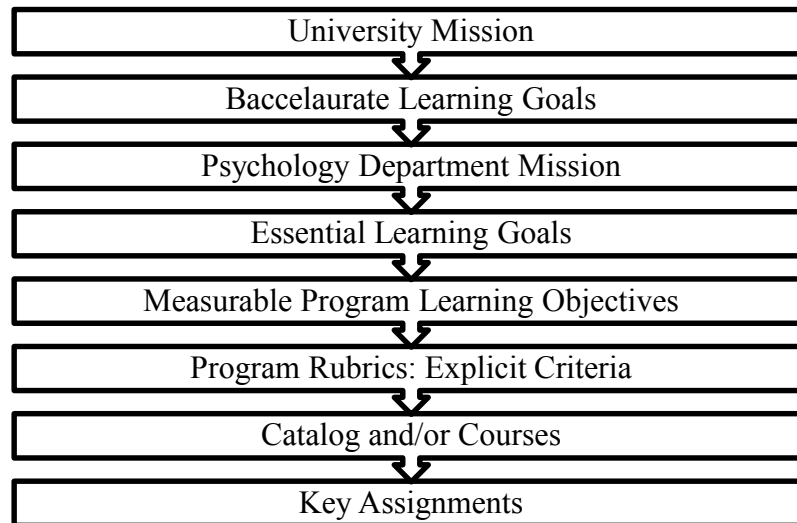 University Mission
Baccelaurate Learning Goals
Psychology Department Mission
Essential Learning Goals
Measurable Program Learning Objectives
Program Rubrics: Explicit Criteria
Catalog and/or Courses
Key Assignments